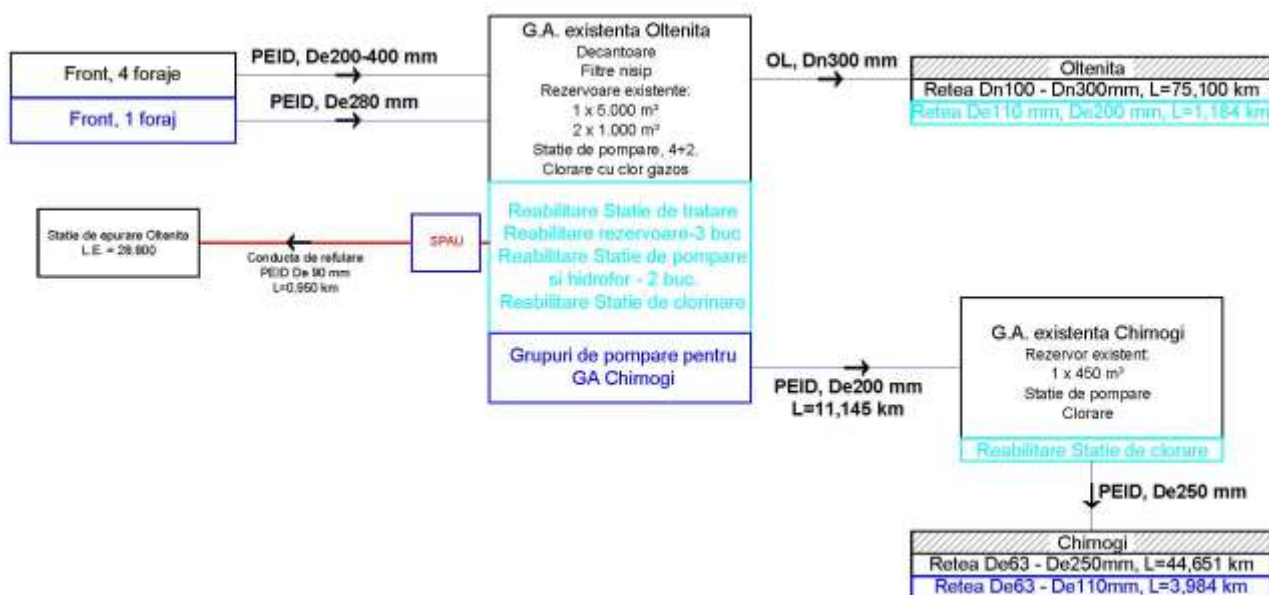 Front, 4 foraje
Front, 1 foraj
PEID, De200-400 mm
PEID, De280 mm
G.A. existenta Oltenita
Decantoare
Filtre nisip
Rezervoare existente:
1 x 5.000 m³
2 x 1.000 m³
Statie de pompare, 4+2.
Clorare cu clor gazos
Reabilitare Statie de tratare
Reabilitare rezervoare-3 buc
Reabilitare Statie de pompare
si hidrofor - 2 buc.
Reabilitare Statie de clorinare
Grupuri de pompare pentru
GA Chirnogi
OL, Dn300 mm
Oltenita
Retea Dn100 - Dn300mm, L=75,100 km
Retea De110 mm, De200 mm, L=1,184 km
Statie de epurare Oltenita
L.E. = 28.800
Conducta de refulare
PEID De 90 mm
L=0,950 km
SPAU
PEID, De200 mm
L=11,145 km
G.A. existenta Chirnogi
Rezervor existent:
1 x 450 m³
Statie de pompare
Clorare
Reabilitare Statie de clorare
PEID, De250 mm
Chirnogi
Retea De63 - De250mm, L=44,651 km
Retea De63 - De110mm, L=3,984 km